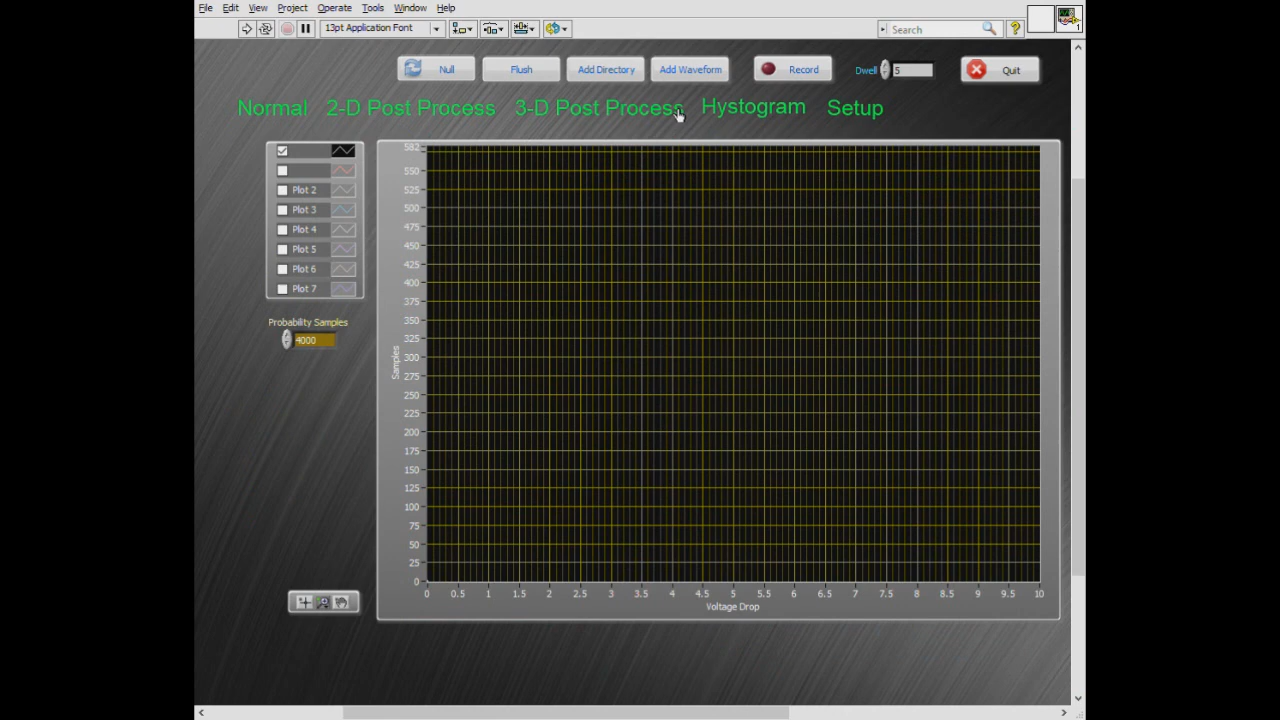 File Edit View Project Operate Tools Window Help
13pt Application Font Search ? 1
Null Flush Add Directory Add Waveform Record Dwell 5 Quit
Normal 2-D Post Process 3-D Post Process Hystogram Setup
Plot 2
Plot 3
Plot 4
Plot 5
Plot 6
Plot 7
Probability Samples
4000
Samples
582
550
525
500
475
450
425
400
375
350
325
300
275
250
225
200
175
150
125
100
75
50
25
0
0 0.5 1 1.5 2 2.5 3 3.5 4 4.5 5 5.5 6 6.5 7 7.5 8 8.5 9 9.5 10
Voltage Drop